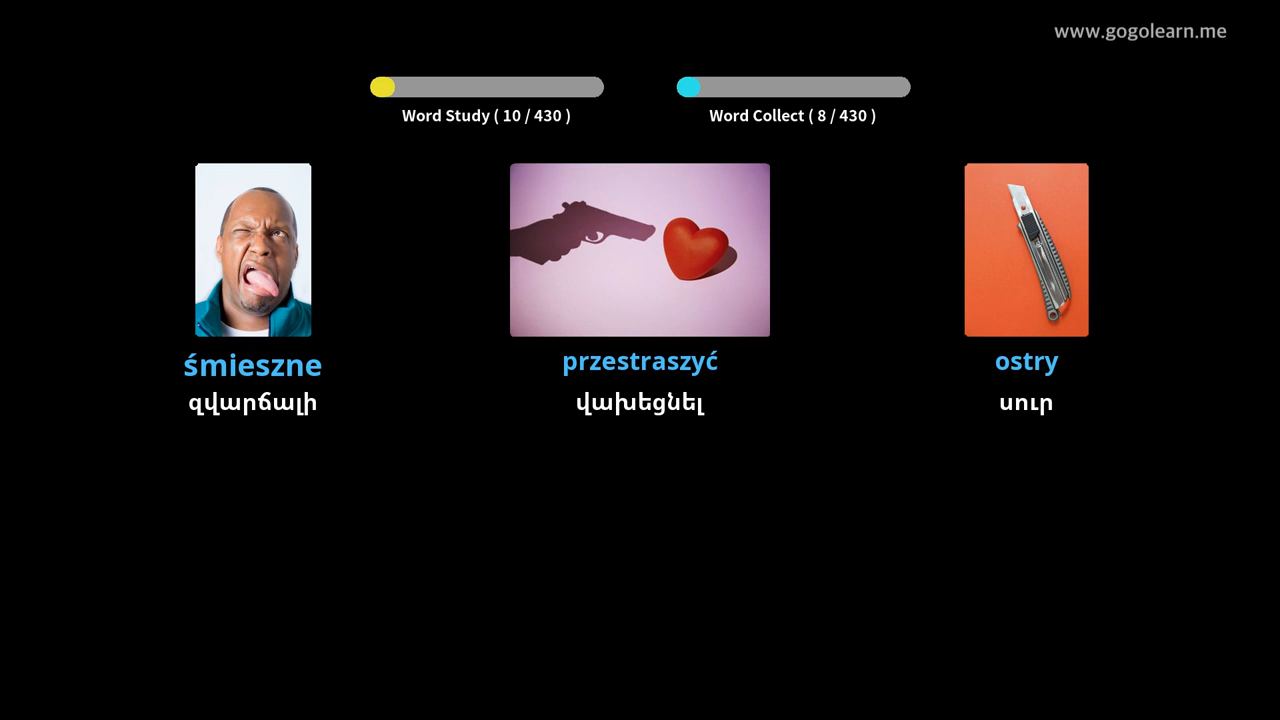 www.gogolearn.me
Word Study ( 10 / 430 )
Word Collect ( 8 / 430 )
śmieszne
przestraszyć
ostry
զվարճալի
վախեցնել
սուր